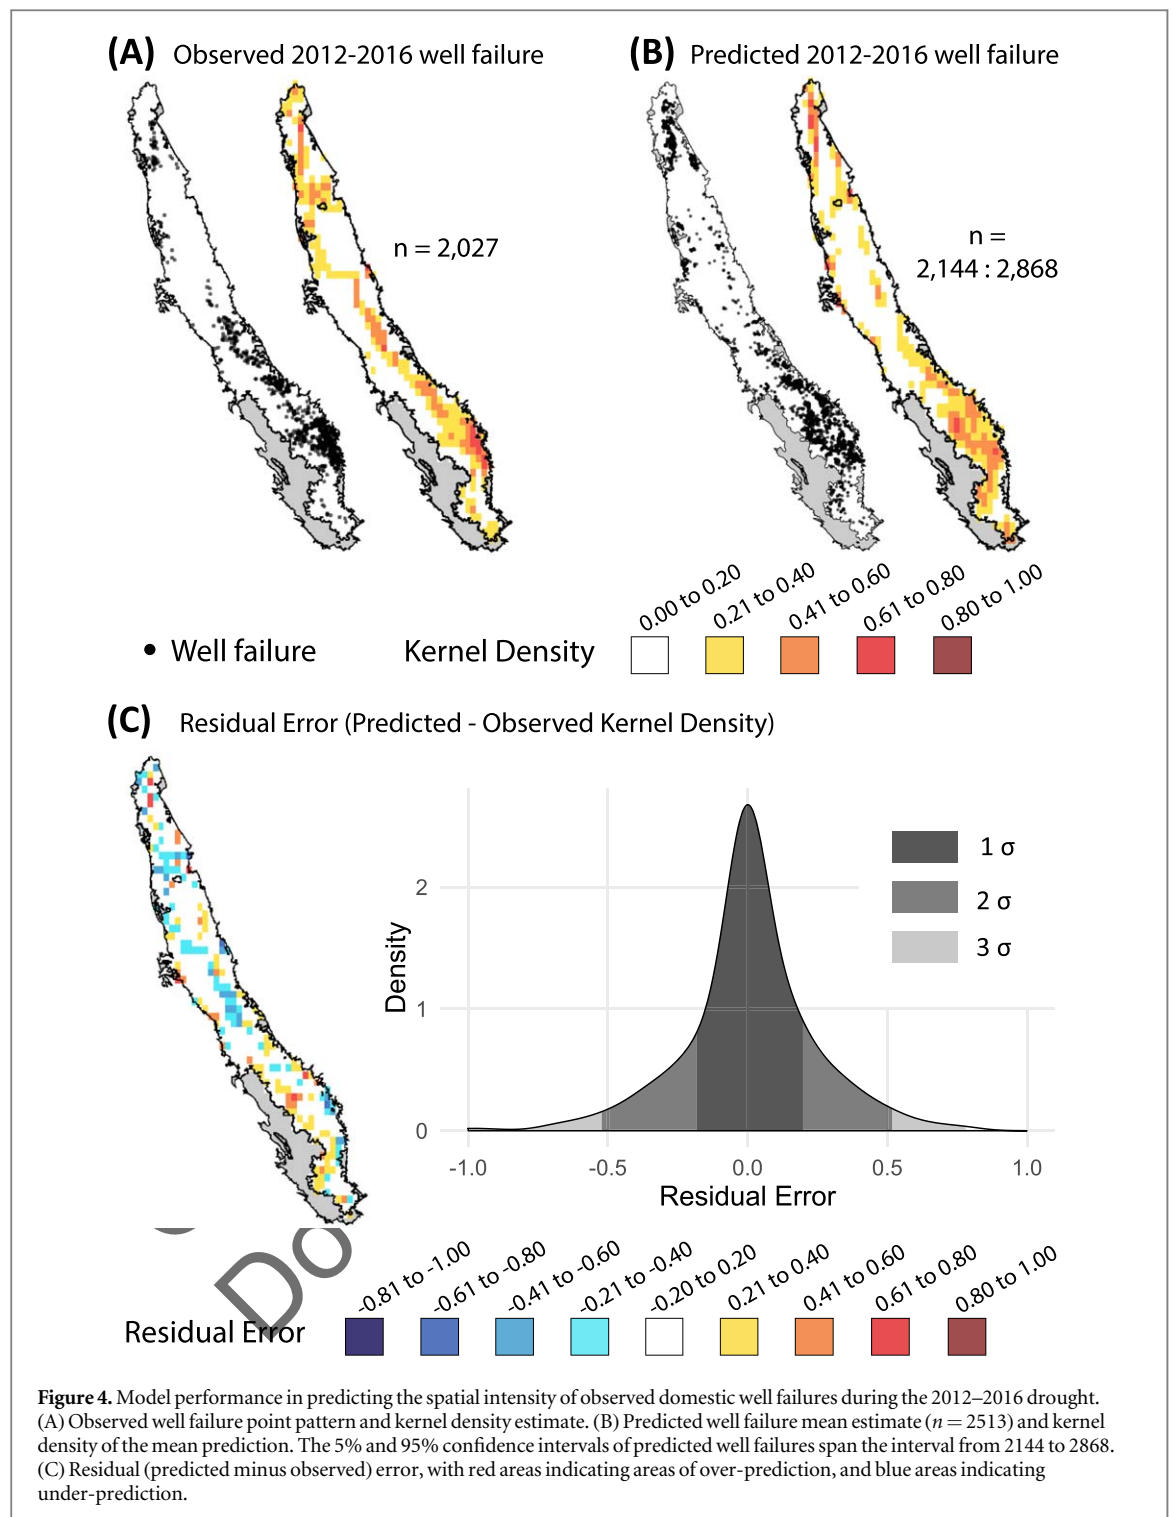 (A) Observed 2012-2016 well failure
(B) Predicted 2012-2016 well failure
n = 2,027
n =
2,144 : 2,868
Well failure
Kernel Density
0.00 to 0.20
0.21 to 0.40
0.41 to 0.60
0.61 to 0.80
0.80 to 1.00
(C) Residual Error (Predicted - Observed Kernel Density)
1 σ
2 σ
3 σ
Density
2
1
0
-1.0
-0.5
0.0
0.5
1.0
Residual Error
Do
Residual Error
-0.81 to -1.00
-0.61 to -0.80
-0.41 to -0.60
-0.21 to -0.40
-0.20 to 0.20
0.21 to 0.40
0.41 to 0.60
0.61 to 0.80
0.80 to 1.00
Figure 4. Model performance in predicting the spatial intensity of observed domestic well failures during the 2012–2016 drought.
(A) Observed well failure point pattern and kernel density estimate. (B) Predicted well failure mean estimate (n = 2513) and kernel
density of the mean prediction. The 5% and 95% confidence intervals of predicted well failures span the interval from 2144 to 2868.
(C) Residual (predicted minus observed) error, with red areas indicating areas of over-prediction, and blue areas indicating
under-prediction.